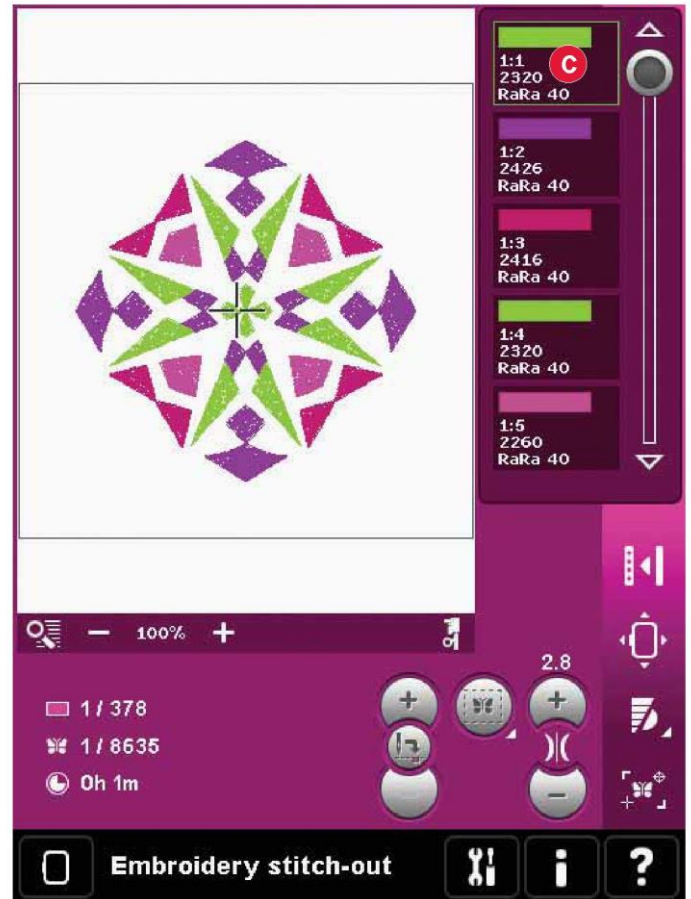 1:1
C
2320
RaRa 40
1:2
2426
RaRa 40
1:3
2416
RaRa 40
1:4
2320
RaRa 40
1:5
2260
RaRa 40
— 100% +
2.8
1 / 378
1 / 8635
0h 1m
+
+
−
−
Embroidery stitch-out
i
?